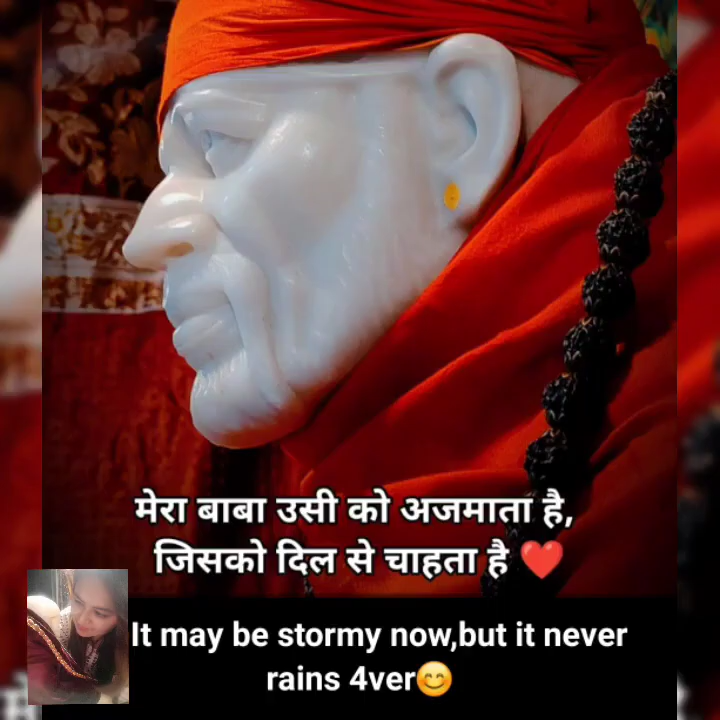 मेरा बाबा उसी को अजमाता है,
जिसको दिल से चाहता है ❤️
It may be stormy now,but it never
rains 4ver😊